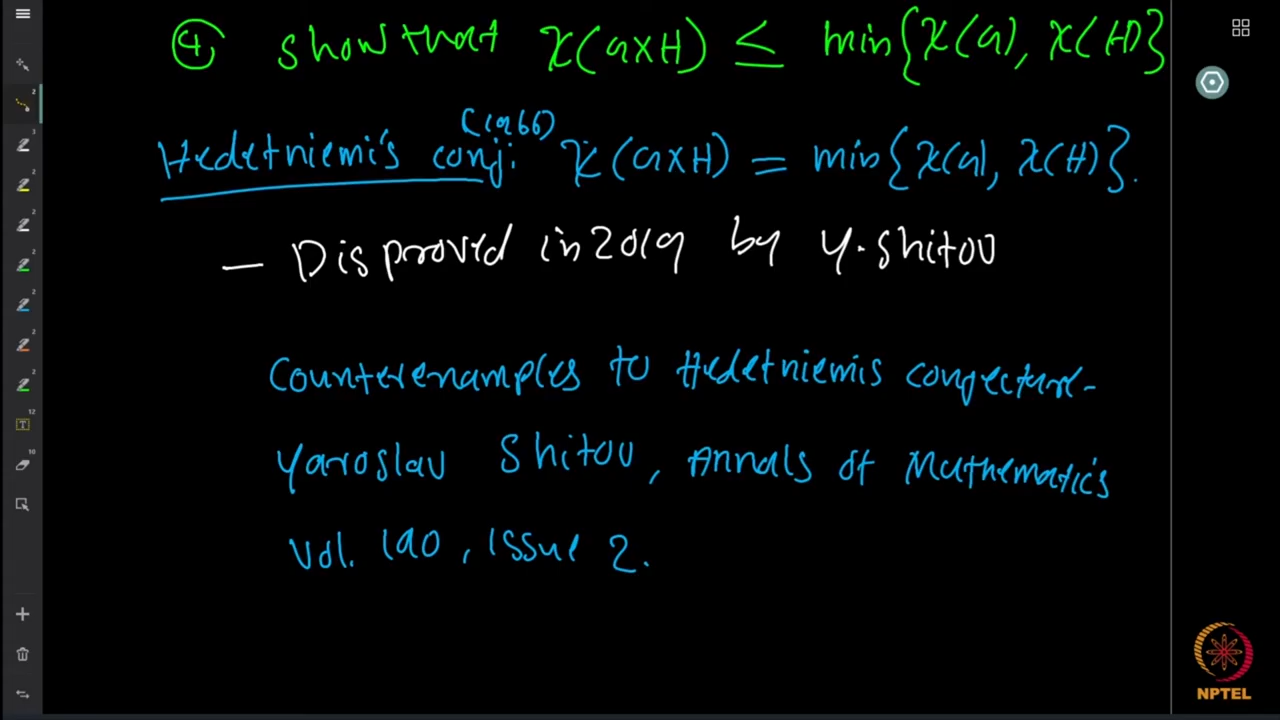 ④ Show that χ(G×H) ≤ min{χ(G), χ(H)}
(1966)
Hedetniemi's conj: χ(G×H) = min{χ(G), χ(H)}.
– Disproved in 2019 by Y. Shitov
Counterexamples to Hedetniemis conjecture-
Yaroslav Shitov, Annals of Mathematics
Vol. 190, Issue 2.
NPTEL